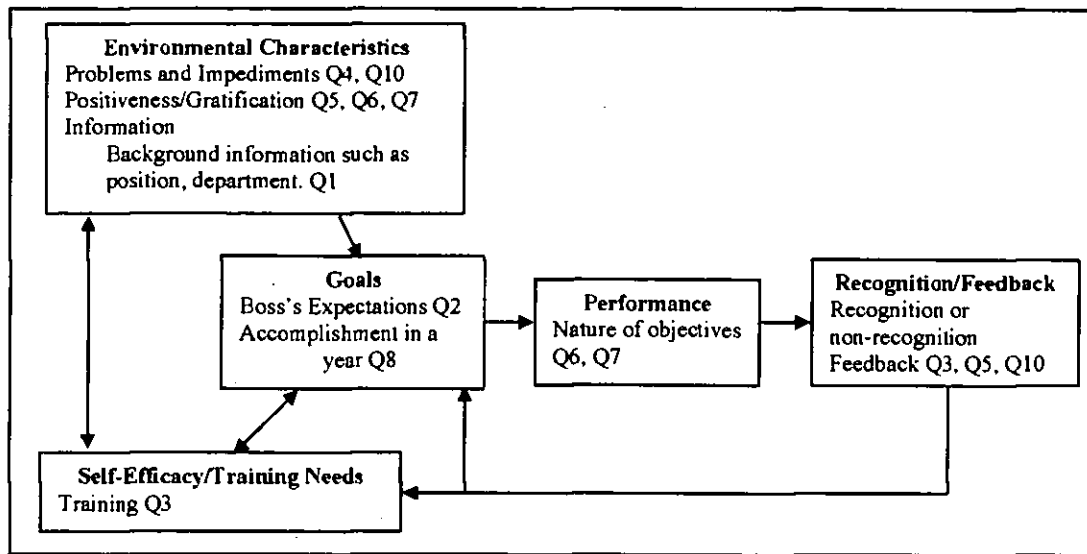 Environmental Characteristics
Problems and Impediments Q4, Q10
Positiveness/Gratification Q5, Q6, Q7
Information
Background information such as
position, department. Q1
Goals
Boss's Expectations Q2
Accomplishment in a
year Q8
Performance
Nature of objectives
Q6, Q7
Recognition/Feedback
Recognition or
non-recognition
Feedback Q3, Q5, Q10
Self-Efficacy/Training Needs
Training Q3